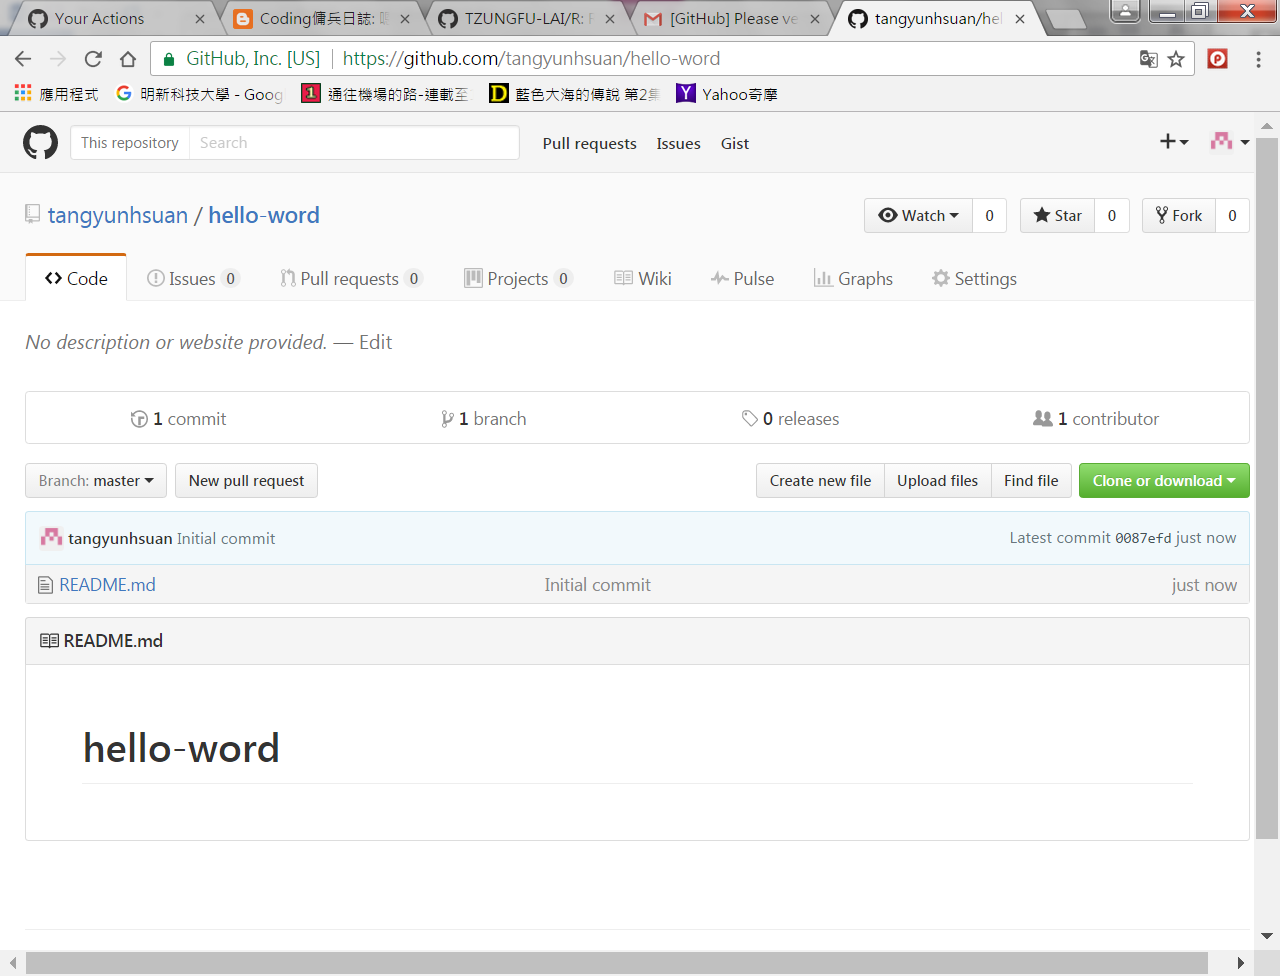 Your Actions
Coding傭兵日誌:
TZUNGFU-LAI/R:
[GitHub] Please ve
tangyunhsuan/hel
GitHub, Inc. [US] https://github.com/tangyunhsuan/hello-word
應用程式 明新科技大學 - Goog 通往機場的路-連載至 藍色大海的傳說 第2集 Yahoo奇摩
This repository Search Pull requests Issues Gist
tangyunhsuan / hello-word Watch 0 Star 0 Fork 0
Code Issues 0 Pull requests 0 Projects 0 Wiki Pulse Graphs Settings
No description or website provided. — Edit
1 commit 1 branch 0 releases 1 contributor
Branch: master New pull request Create new file Upload files Find file Clone or download
tangyunhsuan Initial commit Latest commit 0087efd just now
README.md Initial commit just now
README.md
hello-word